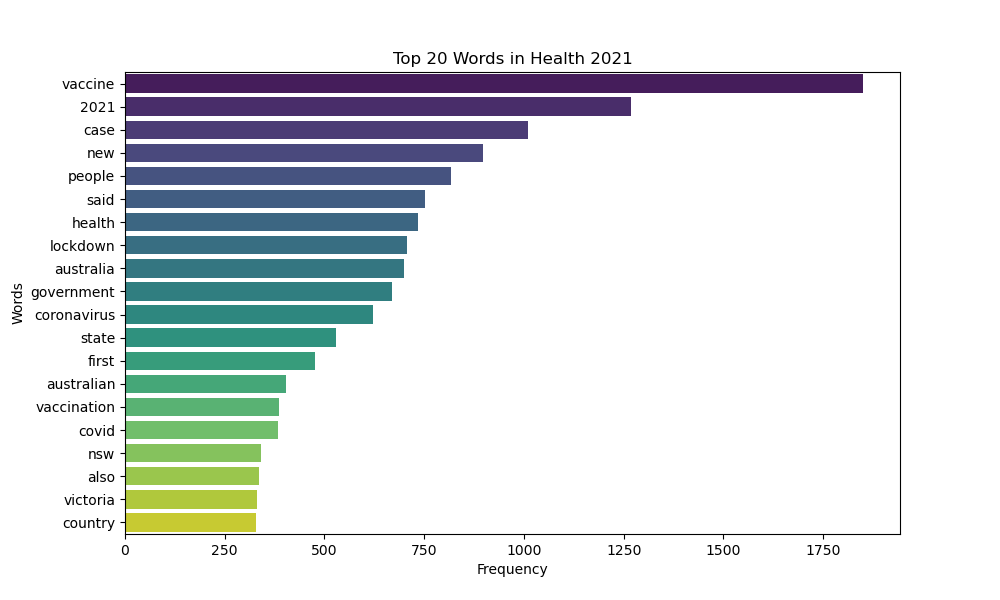 Top 20 Words in Health 2021
Words
vaccine
2021
case
new
people
said
health
lockdown
australia
government
coronavirus
state
first
australian
vaccination
covid
nsw
also
victoria
country
0 250 500 750 1000 1250 1500 1750
Frequency